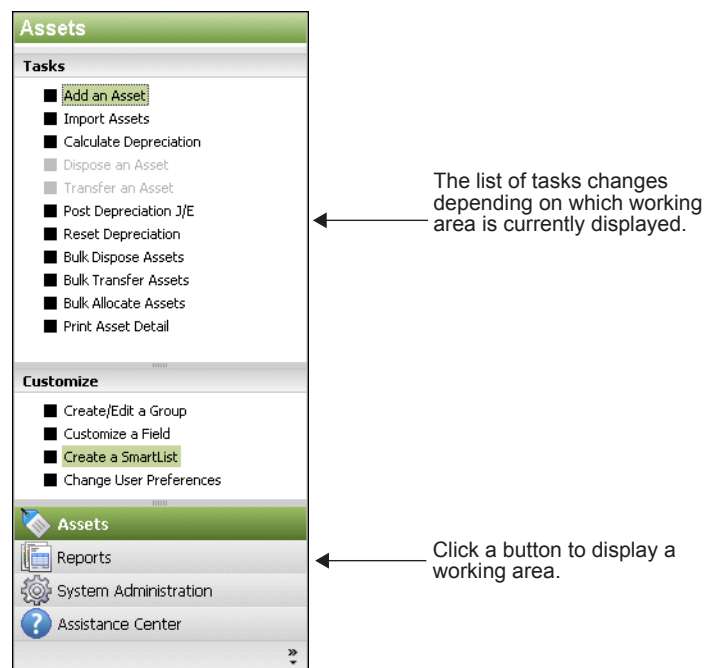 Assets
Tasks
Add an Asset
Import Assets
Calculate Depreciation
Dispose an Asset
Transfer an Asset
Post Depreciation J/E
Reset Depreciation
Bulk Dispose Assets
Bulk Transfer Assets
Bulk Allocate Assets
Print Asset Detail
The list of tasks changes
depending on which working
area is currently displayed.
Customize
Create/Edit a Group
Customize a Field
Create a SmartList
Change User Preferences
Assets
Reports
System Administration
Assistance Center
Click a button to display a
working area.